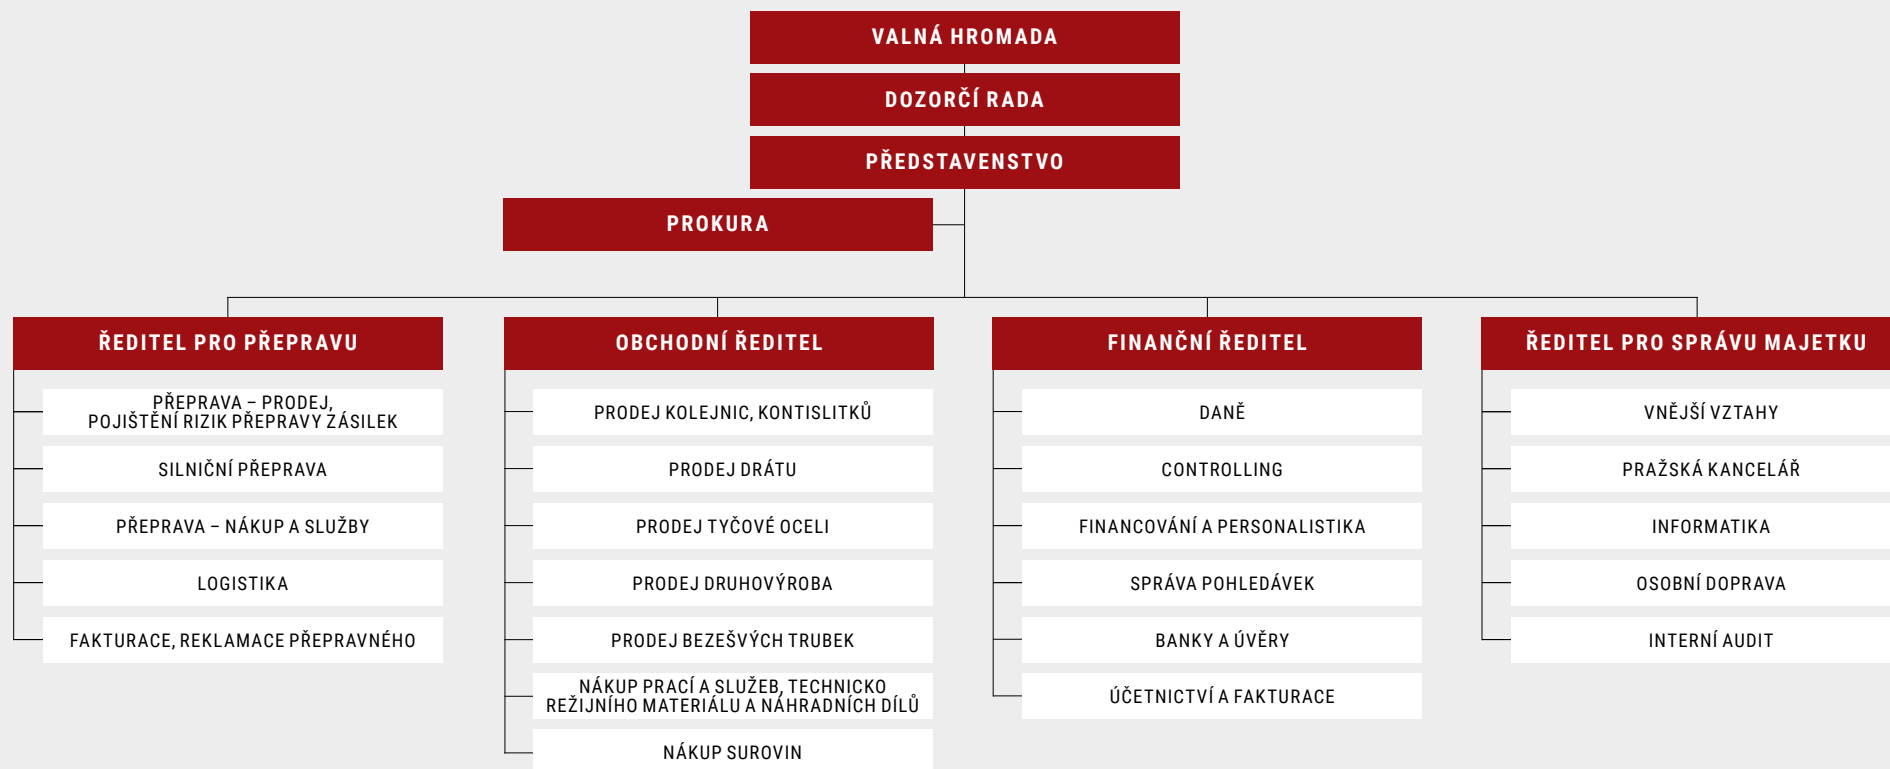 VALNÁ HROMADA
DOZORČÍ RADA
PŘEDSTAVENSTVO
PROKURA
ŘEDITEL PRO PŘEPRAVU
PŘEPRAVA – PRODEJ,
POJIŠTĚNÍ RIZIK PŘEPRAVY ZÁSILEK
SILNIČNÍ PŘEPRAVA
PŘEPRAVA – NÁKUP A SLUŽBY
LOGISTIKA
FAKTURACE, REKLAMACE PŘEPRAVNÉHO
OBCHODNÍ ŘEDITEL
PRODEJ KOLEJNIC, KONTISLITKŮ
PRODEJ DRÁTU
PRODEJ TYČOVÉ OCELI
PRODEJ DRUHOVÝROBA
PRODEJ BEZEŠVÝCH TRUBEK
NÁKUP PRACÍ A SLUŽEB, TECHNICKO
REŽIJNÍHO MATERIÁLU A NÁHRADNÍCH DÍLŮ
NÁKUP SUROVIN
FINANČNÍ ŘEDITEL
DANĚ
CONTROLLING
FINANCOVÁNÍ A PERSONALISTIKA
SPRÁVA POHLEDÁVEK
BANKY A ÚVĚRY
ÚČETNICTVÍ A FAKTURACE
ŘEDITEL PRO SPRÁVU MAJETKU
VNĚJŠÍ VZTAHY
PRAŽSKÁ KANCELÁŘ
INFORMATIKA
OSOBNÍ DOPRAVA
INTERNÍ AUDIT